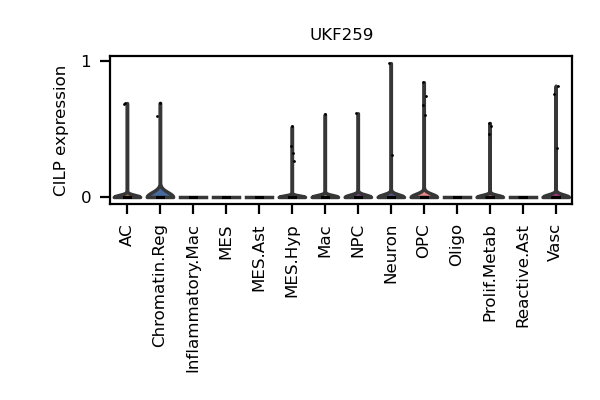 UKF259
CILP expression
1
0
AC
Chromatin.Reg
Inflammatory.Mac
MES
MES.Ast
MES.Hyp
Mac
NPC
Neuron
OPC
Oligo
Prolif.Metab
Reactive.Ast
Vasc